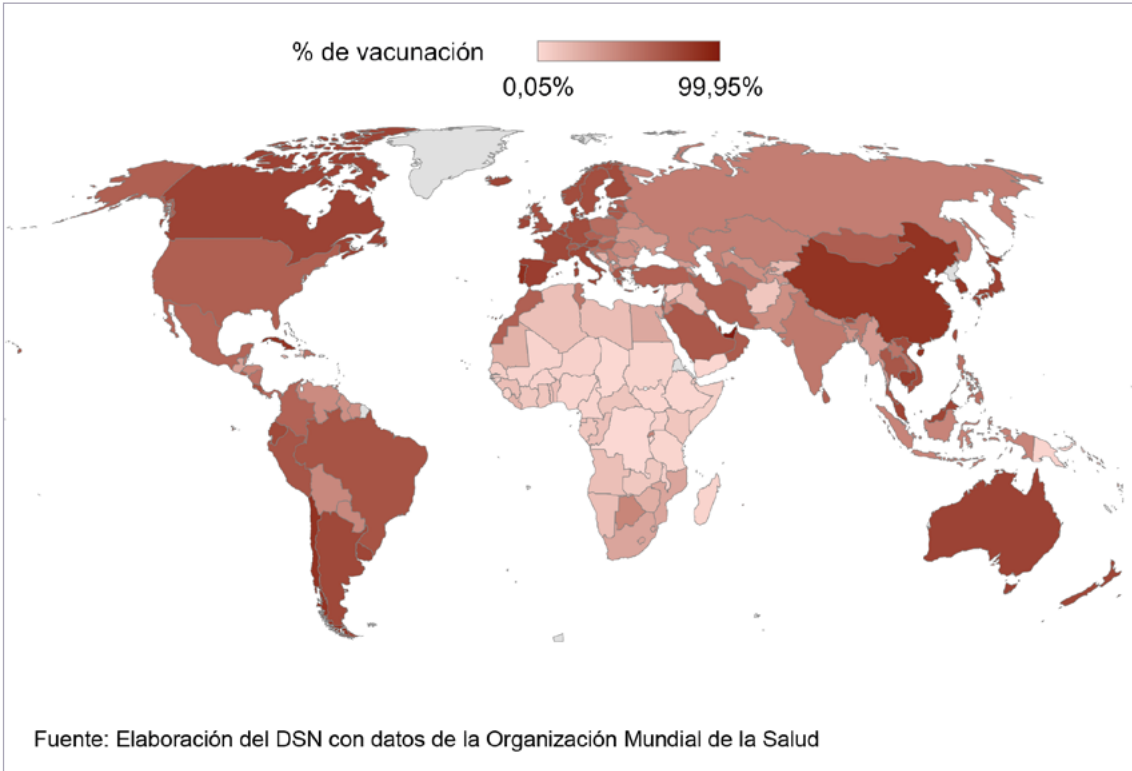 % de vacunación
0,05% 99,95%
Fuente: Elaboración del DSN con datos de la Organización Mundial de la Salud